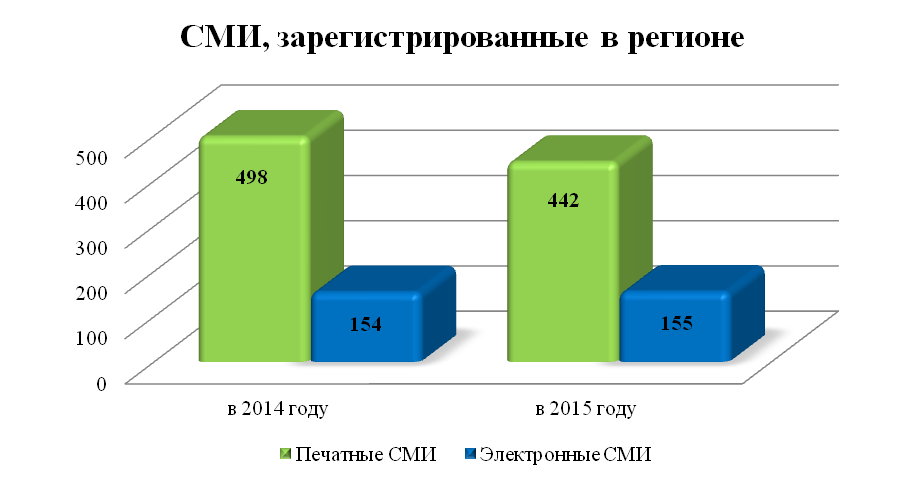 СМИ, зарегистрированные в регионе
500
400
300
200
100
0
498
154
442
155
в 2014 году
в 2015 году
Печатные СМИ
Электронные СМИ